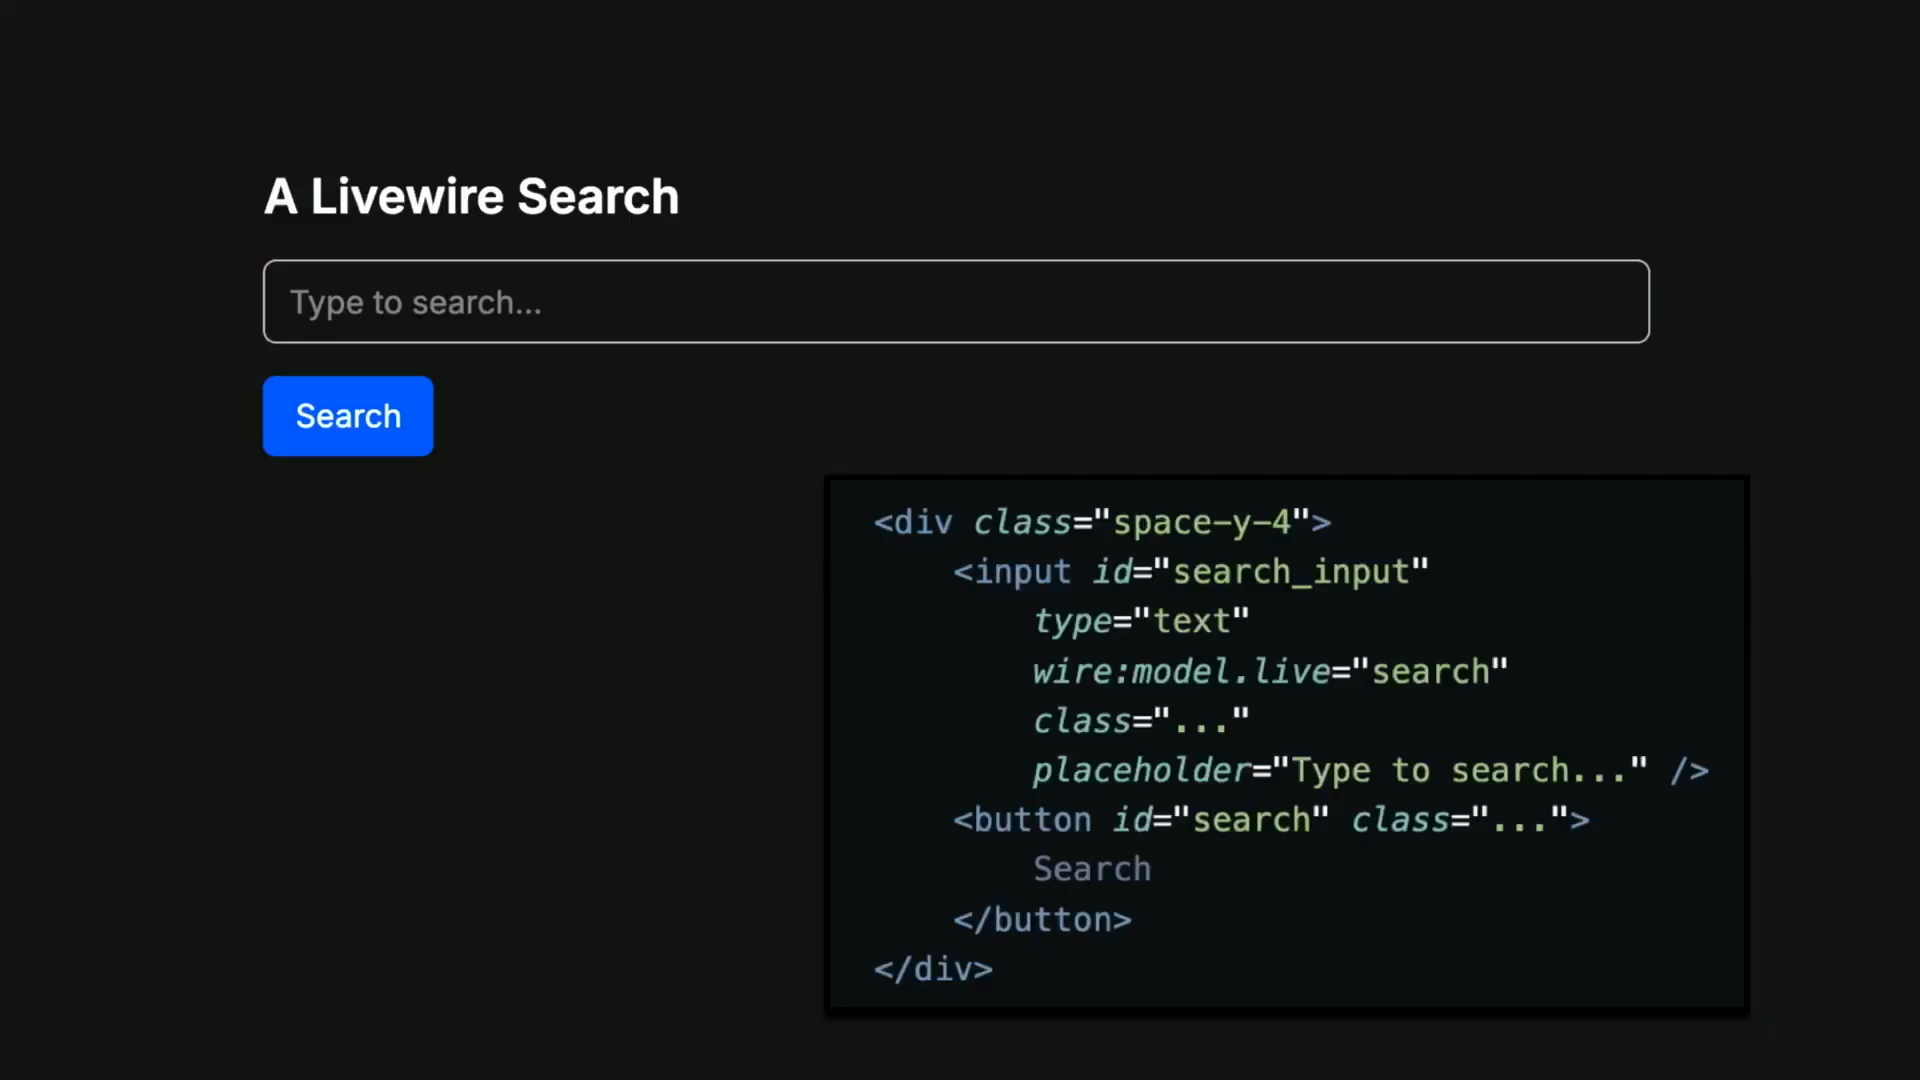 A Livewire Search
Type to search...
Search
<div class="space-y-4">
<input id="search_input"
type="text"
wire:model.live="search"
class="..."
placeholder="Type to search..." />
<button id="search" class="...">
Search
</button>
</div>